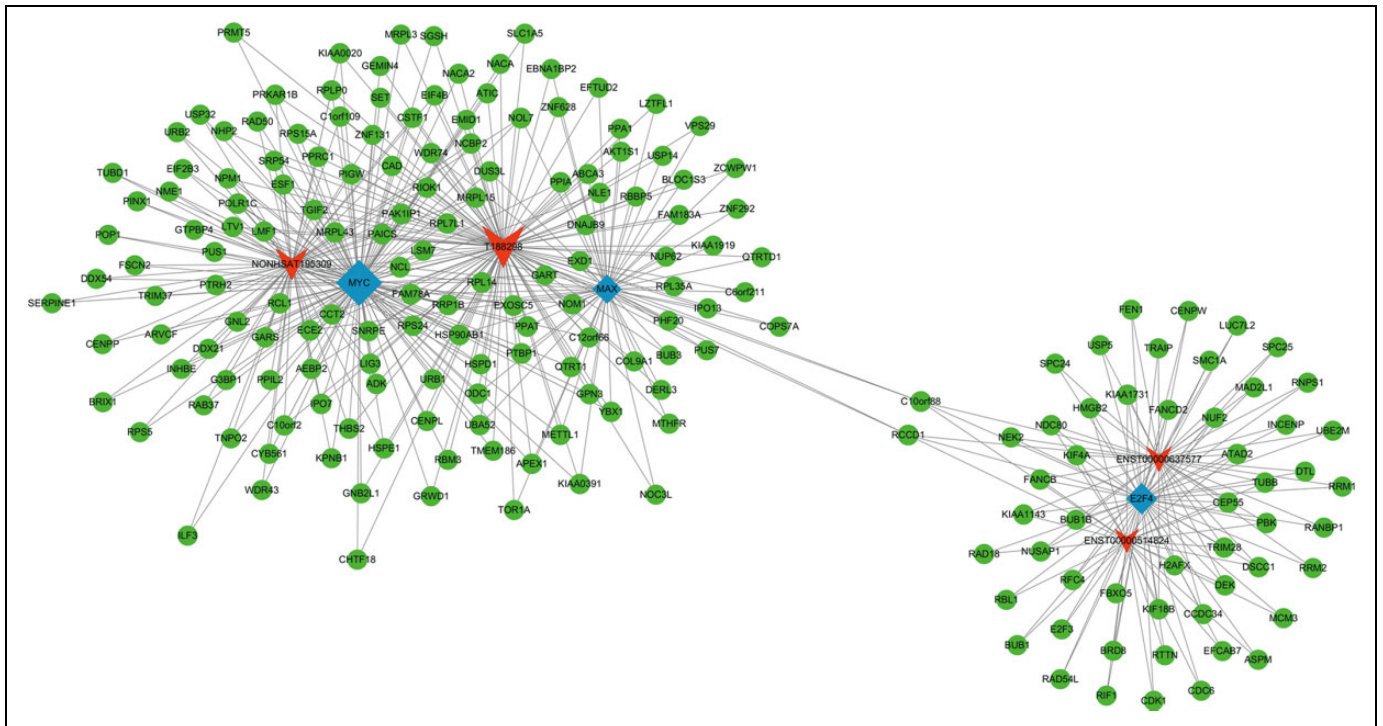 PRMT5
MRPL3
SGSH
SLC1A5
KIAA0020
GEMIN4
NACA
EBNA1BP2
NACA2
EFTUD2
PRKAR1B
RPLP0
SET
EIF4B
ATIC
LZTFL1
USP32
RAD50
C1orf109
CSTF1
EMID1
NOL7
ZNF628
URB2
NHP2
RPS15A
ZNF131
NCBP2
PPA1
VPS29
SRP54
PPRC1
WDR74
AKT1S1
USP14
TUBD1
EIF2B3
NPM1
ESF1
PIGW
CAD
DUS3L
PPIA
ABCA3
BLOC1S3
ZCWPW1
NME1
RIOK1
MRPL15
NLE1
RBBP5
PINX1
POLR1C
TGIF2
PAK1IP1
RPL7L1
DNAJB9
FAM183A
ZNF292
POP1
GTPBP4
LTV1
LMF1
MRPL43
PAICS
KIAA1919
PUS1
LSM7
T188298
NUP62
QTRTD1
DDX54
FSCN2
NONHSAT195309
NCL
EXD1
PTRH2
MYC
RPL14
GART
MAX
RPL35A
C6orf211
SERPINE1
TRIM37
RCL1
FAM78A
RRP1B
EXOSC5
NOM1
IPO13
CENPP
ARVCF
GNL2
CCT2
RPS24
PPAT
PHF20
COPS7A
GARS
ECE2
SNRPE
HSP90AB1
C12orf66
PUS7
DDX21
PTBP1
BUB3
INHBE
LIG3
HSPD1
QTRT1
COL9A1
G3BP1
PPIL2
AEBP2
ADK
URB1
DERL3
BRIX1
RAB37
IPO7
ODC1
GPN3
YBX1
MTHFR
RPS5
TNPO2
C10orf2
THBS2
CENPL
UBA52
METTL1
CYB561
KPNB1
HSPE1
RBM3
TMEM186
APEX1
KIAA0391
WDR43
GNB2L1
GRWD1
TOR1A
NOC3L
ILF3
CHTF18
FEN1
CENPW
LUC7L2
USP5
TRAIP
SPC25
SPC24
SMC1A
KIAA1731
MAD2L1
RNPS1
C10orf88
HMGB2
FANCD2
NUF2
INCENP
NDC80
UBE2M
RCCD1
NEK2
KIF4A
ENST00000637577
ATAD2
DTL
FANCB
E2F4
TUBB
RRM1
KIAA1143
BUB1B
CEP55
PBK
RANBP1
RAD18
NUSAP1
ENST00000514824
TRIM28
DSCC1
RRM2
RFC4
H2AFX
DEK
RBL1
FBXO5
KIF18B
CCDC34
MCM3
BUB1
E2F3
BRD8
RTTN
EFCAB7
ASPM
RAD54L
RIF1
CDK1
CDC6